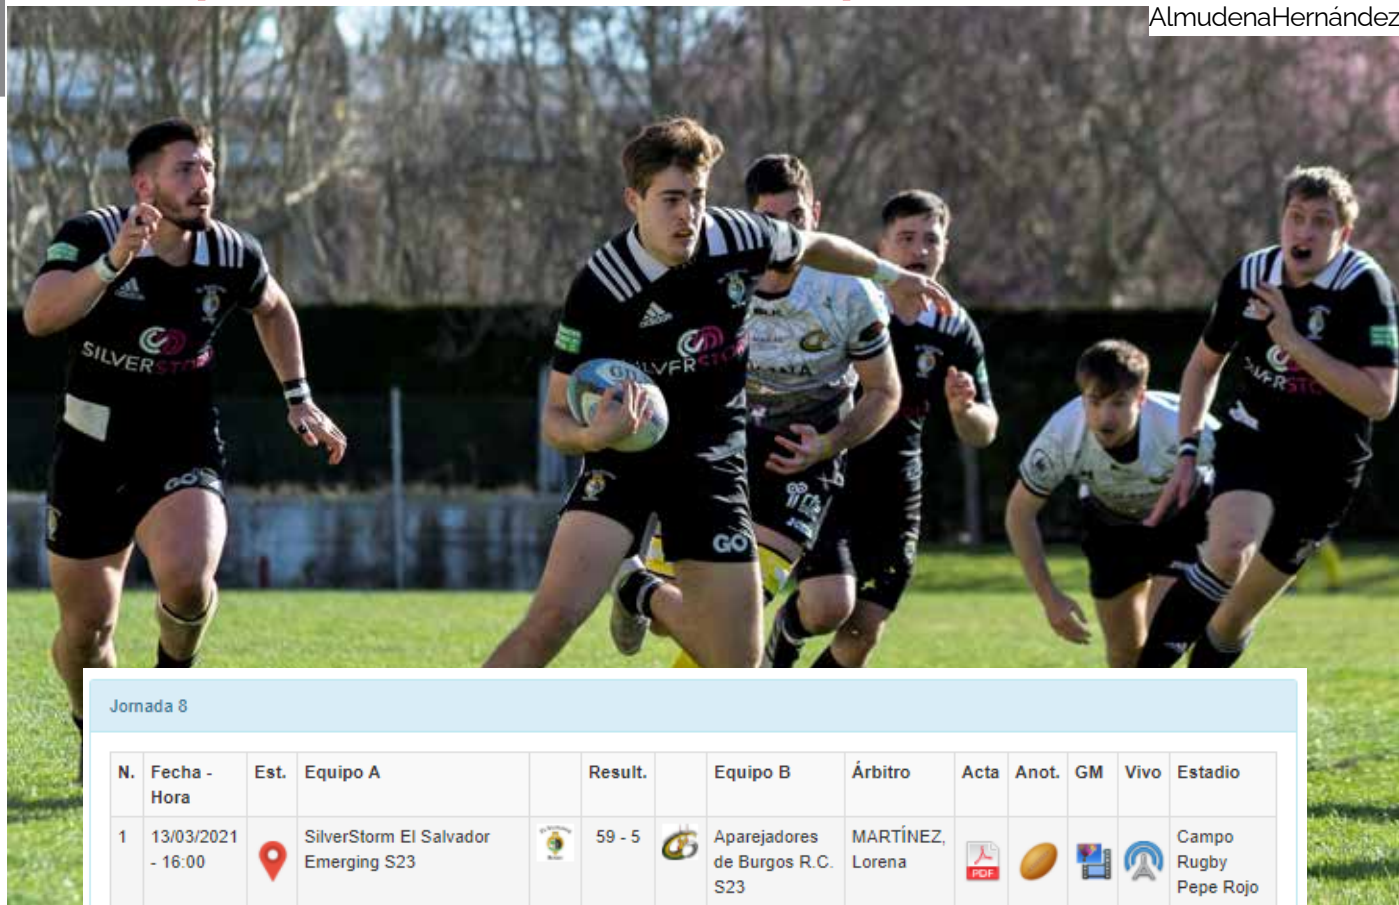 AlmudenaHernández
SILVERSTORM
SILVERSTO
GO
GO
Jornada 8
N. Fecha - Hora Est. Equipo A Result. Equipo B Árbitro Acta Anot. GM Vivo Estadio
1 13/03/2021 - 16:00 SilverStorm El Salvador Emerging S23 59 - 5 Aparejadores de Burgos R.C. S23 MARTÍNEZ, Lorena PDF Campo Rugby Pepe Rojo